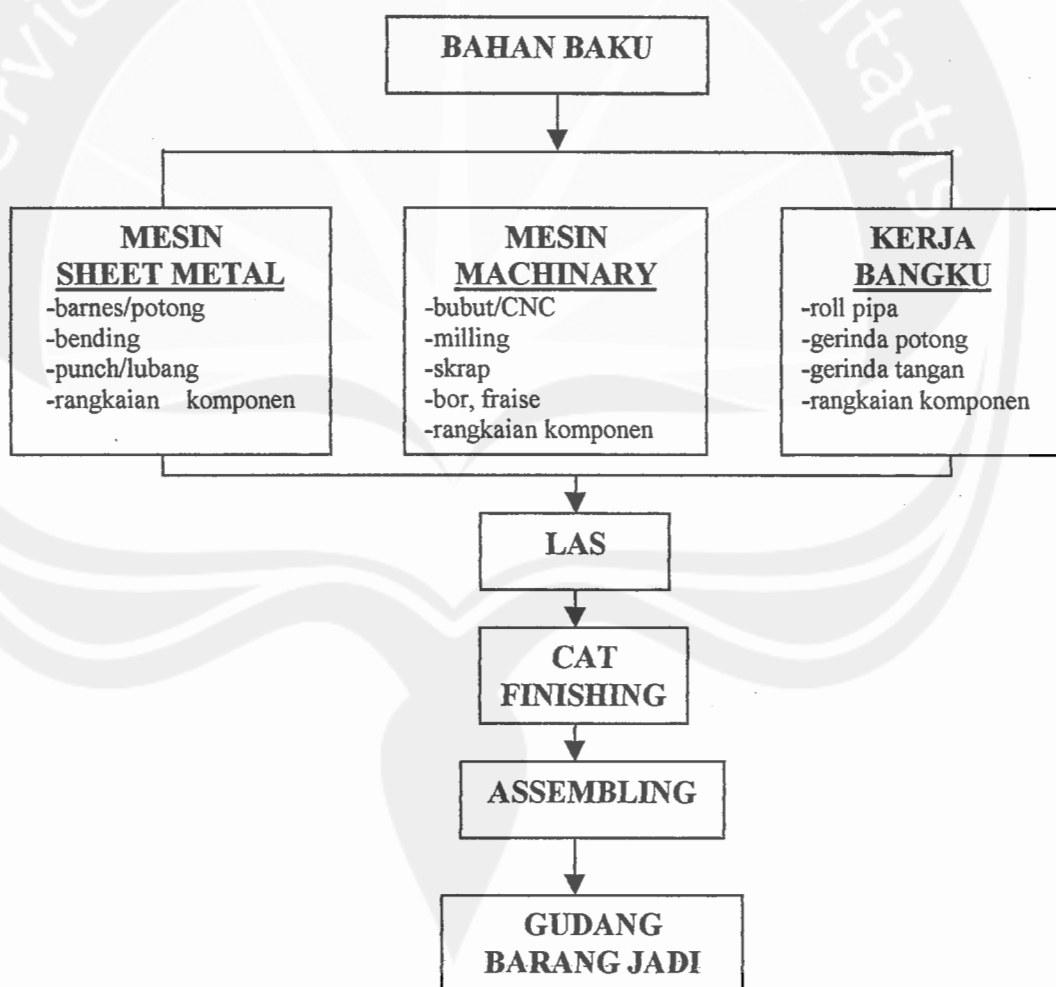 BAHAN BAKU
MESIN
SHEET METAL
-barnes/potong
-bending
-punch/lubang
-rangkaian komponen
MESIN
MACHINARY
-bubut/CNC
-milling
-skrap
-bor, fraise
-rangkaian komponen
KERJA
BANGKU
-roll pipa
-gerinda potong
-gerinda tangan
-rangkaian komponen
LAS
CAT
FINISHING
ASSEMBLING
GUDANG
BARANG JADI